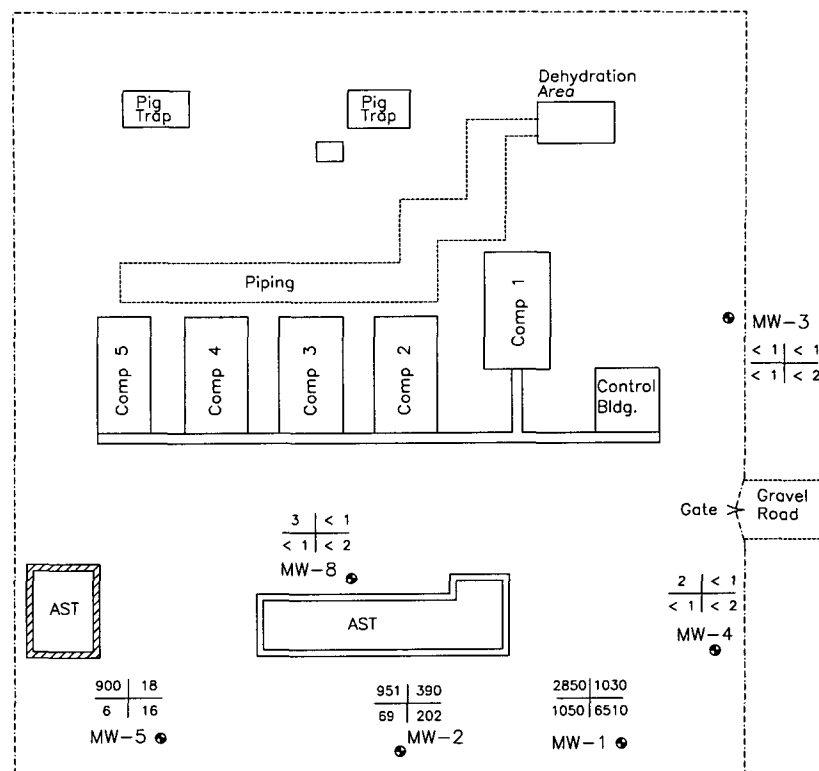 Dehydration
Area
Pig
Trap
Pig
Trap
Piping
Comp 1
MW-3
< 1 | < 1
< 1 | < 2
Comp 5
Comp 4
Comp 3
Comp 2
Control
Bldg.
Gate
Gravel
Road
3 | < 1
< 1 | < 2
MW-8
AST
AST
2 | < 1
< 1 | < 2
MW-4
900 | 18
6 | 16
MW-5
951 | 390
69 | 202
MW-2
2850 | 1030
1050 | 6510
MW-1